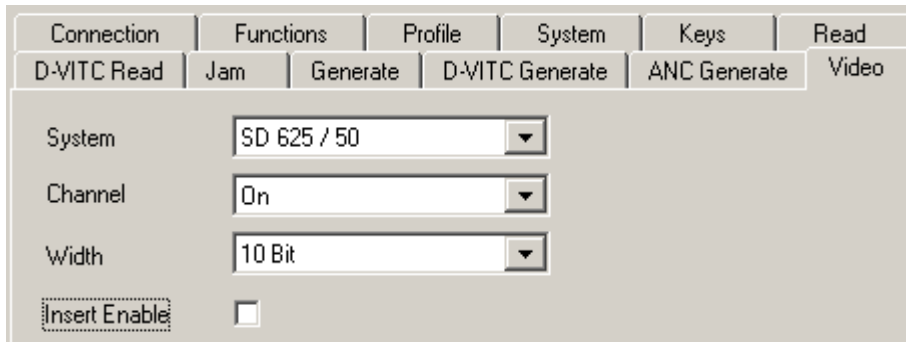 Connection Functions Profile System Keys Read
D-VITC Read Jam Generate D-VITC Generate ANC Generate Video
System SD 625 / 50
Channel On
Width 10 Bit
Insert Enable